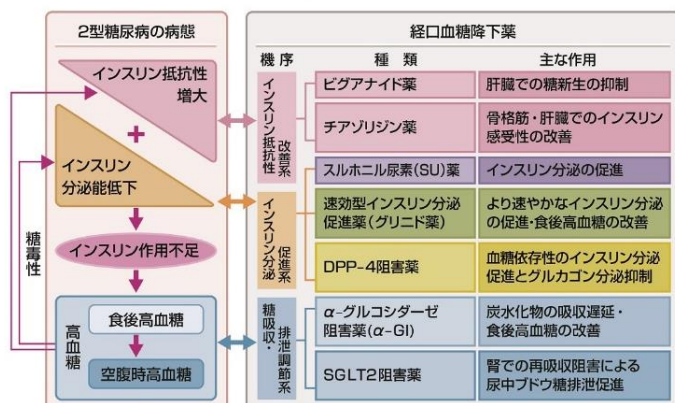 2型糖尿病の病態
インスリン抵抗性
増大
+
インスリン
分泌能低下
インスリン作用不足
糖毒性
高血糖
食後高血糖
空腹時高血糖
経口血糖降下薬
機序
種類
主な作用
インスリン抵抗性
改善系
ビグアナイド薬
肝臓での糖新生の抑制
チアゾリジン薬
骨格筋・肝臓でのインスリン
感受性の改善
インスリン分泌
促進系
スルホニル尿素(SU)薬
インスリン分泌の促進
速効型インスリン分泌
促進薬(グリニド薬)
より速やかなインスリン分泌
の促進・食後高血糖の改善
DPP-4阻害薬
血糖依存性のインスリン分泌
促進とグルカゴン分泌抑制
糖吸収・
排泄調節系
α-グルコシダーゼ
阻害薬(α-GI)
炭水化物の吸収遅延・
食後高血糖の改善
SGLT2阻害薬
腎での再吸収阻害による
尿中ブドウ糖排泄促進